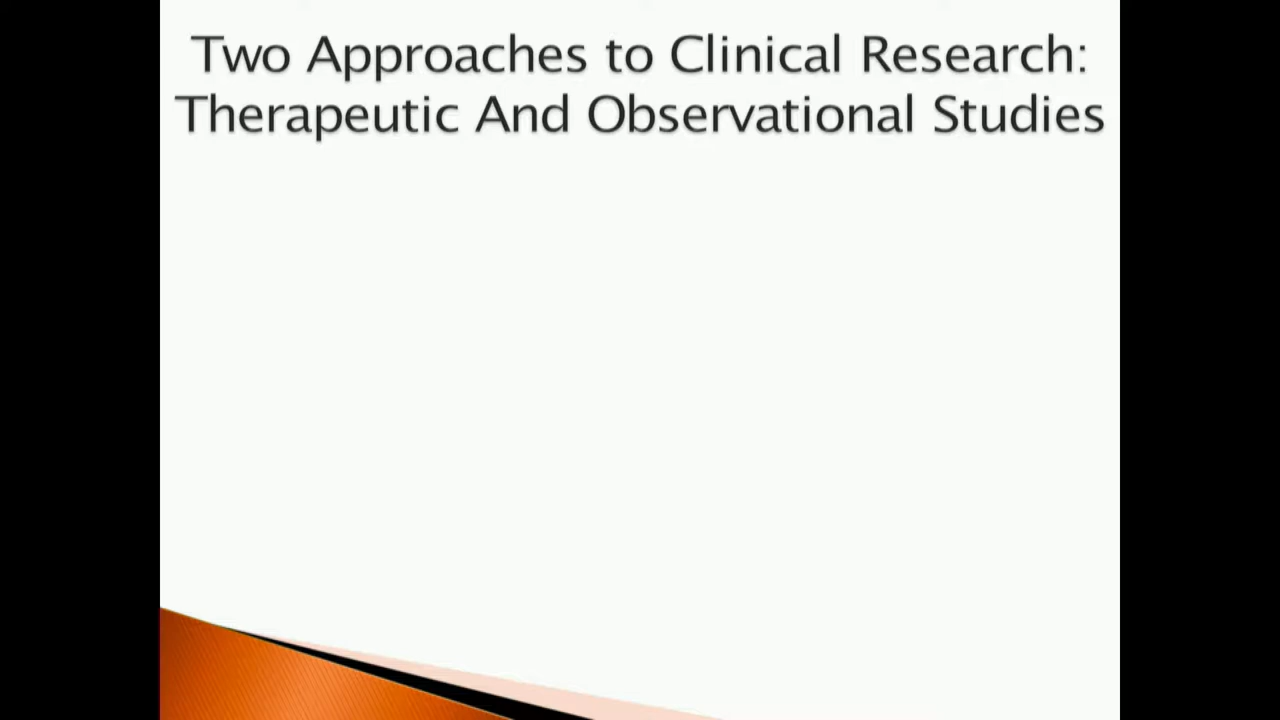 Two Approaches to Clinical Research:
Therapeutic And Observational Studies